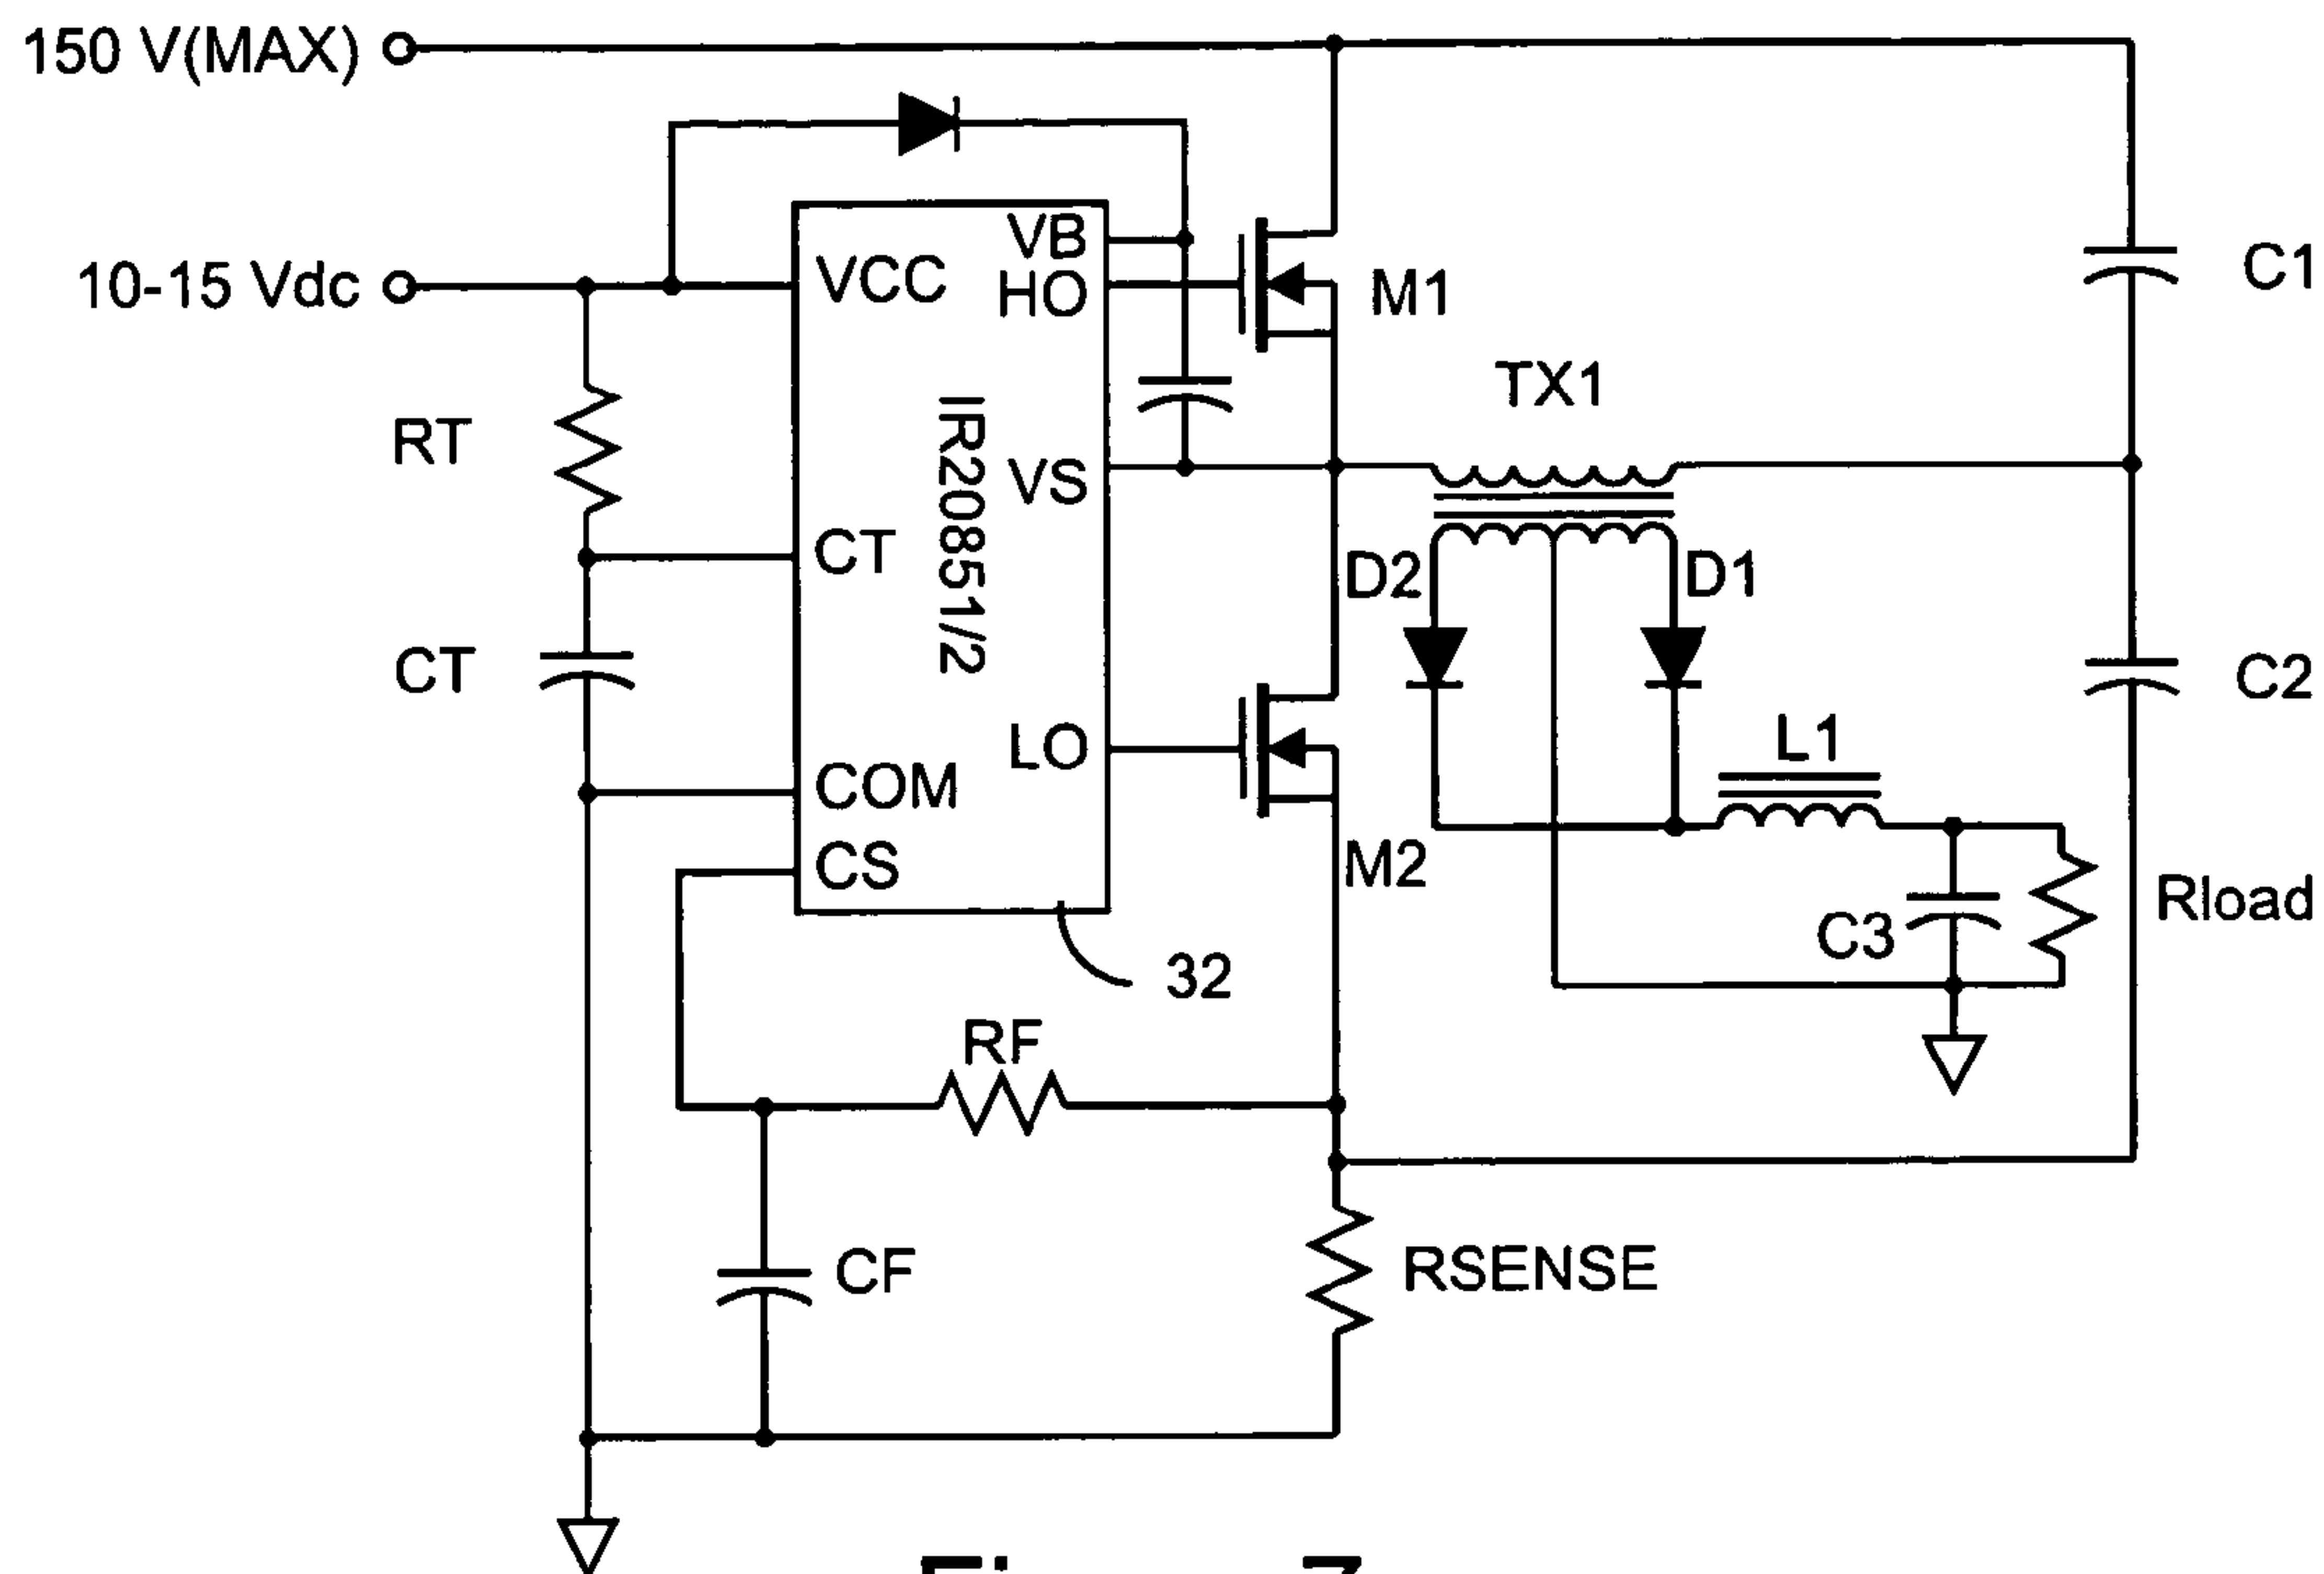 150 V(MAX)
VB
VCC
HO
10-15 Vdc
M1
C1
TX1
RT
IR20851/2
VS
CT
D2
D1
CT
C2
LO
L1
COM
CS
M2
Rload
C3
32
RF
CF
RSENSE